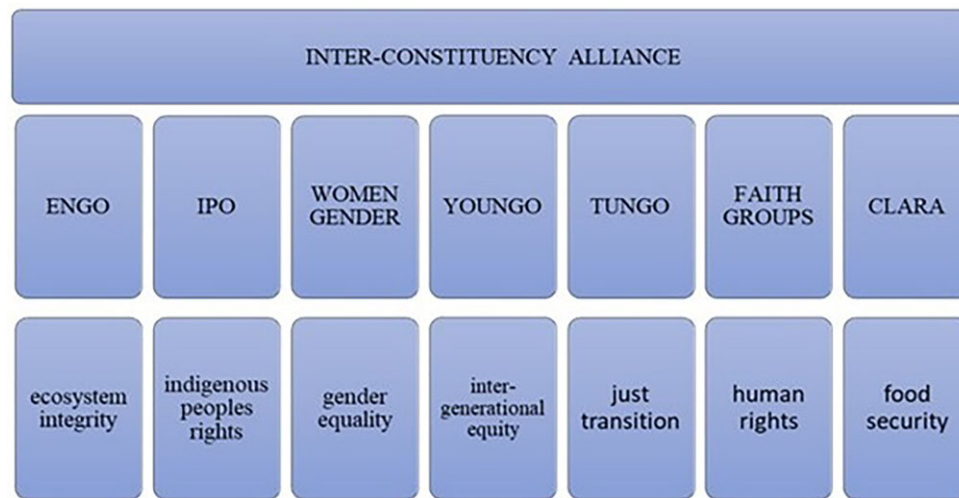 INTER-CONSTITUENCY ALLIANCE
ENGO
IPO
WOMEN
GENDER
YOUNGO
TUNGO
FAITH
GROUPS
CLARA
ecosystem
integrity
indigenous
peoples
rights
gender
equality
inter-
generational
equity
just
transition
human
rights
food
security